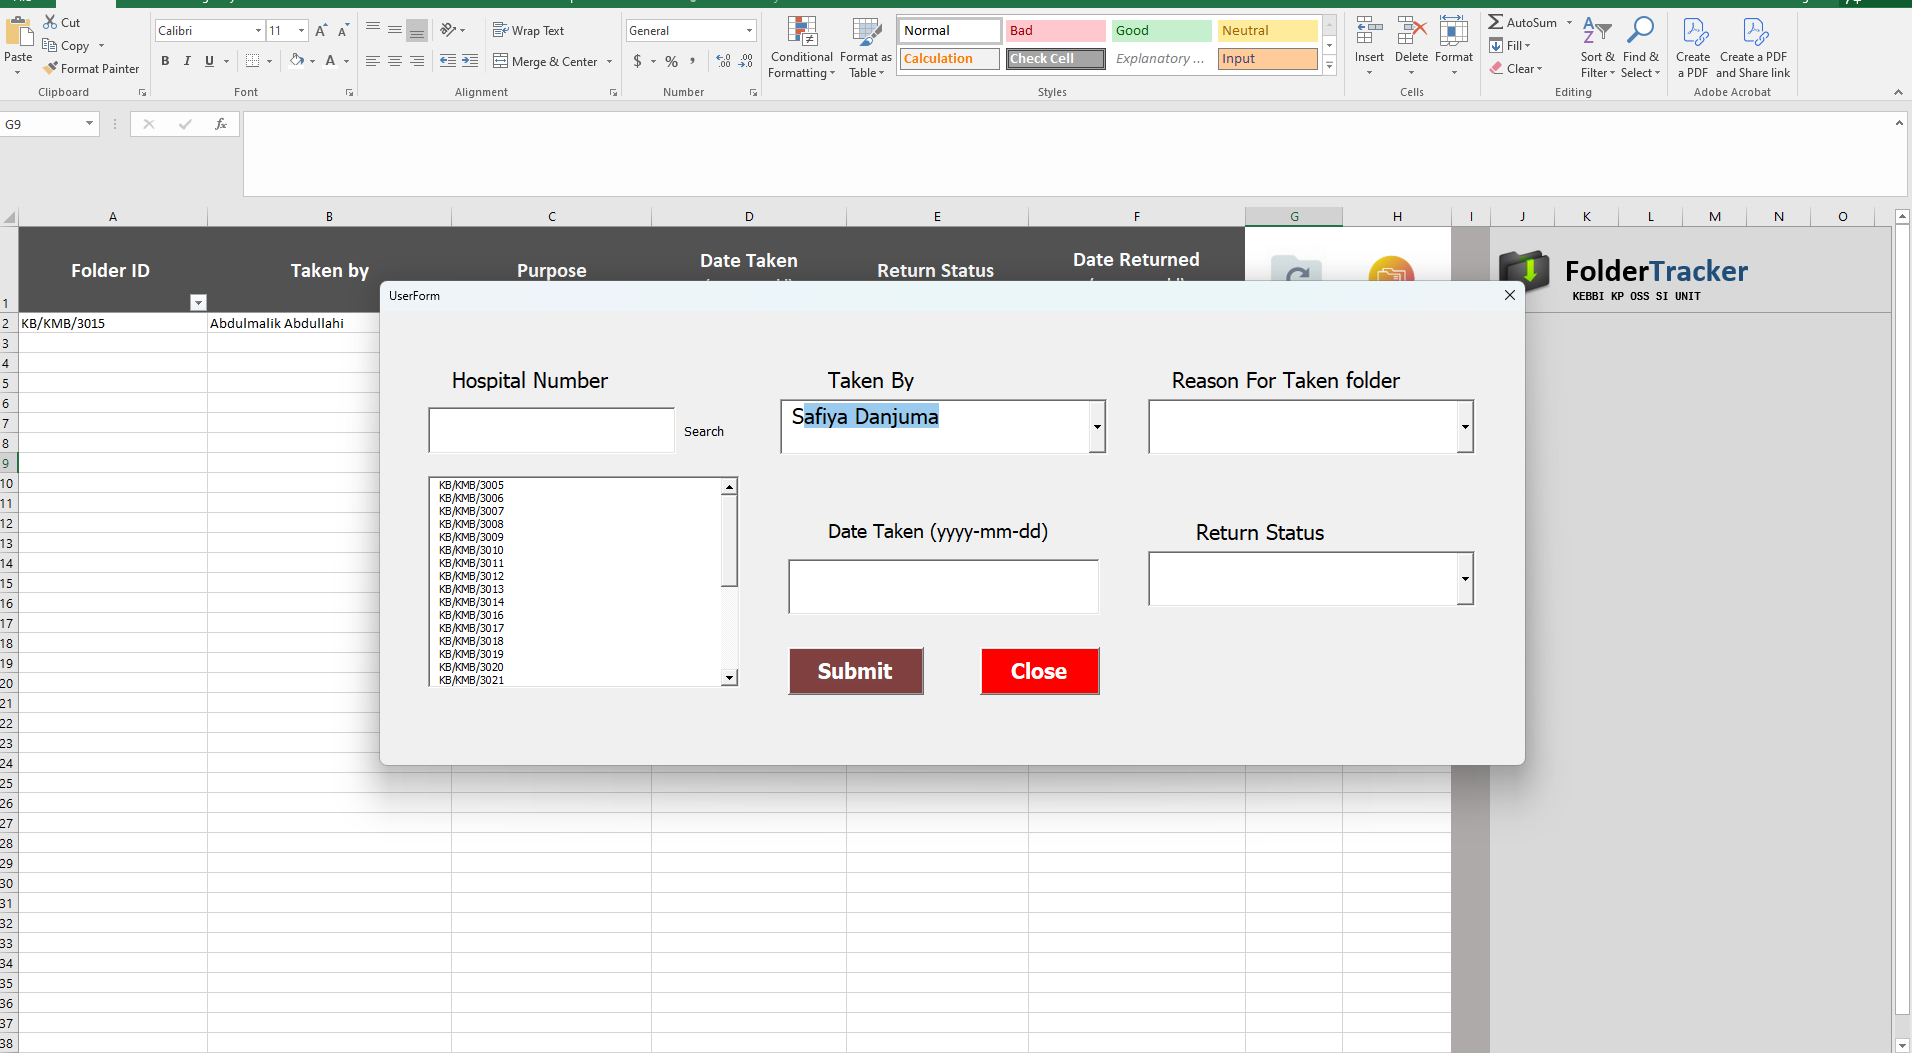 Cut
Copy
Format Painter
Paste
Clipboard
Calibri
11
B I U
Font
Wrap Text
Merge & Center
Alignment
General
$ % ,
Number
Conditional Formatting
Format as Table
Normal
Bad
Good
Neutral
Calculation
Check Cell
Explanatory ...
Input
Styles
Insert
Delete
Format
Cells
AutoSum
Fill
Clear
Sort & Filter
Find & Select
Editing
Create a PDF
Create a PDF and Share link
Adobe Acrobat
G9
fx
A B C D E F G H I J K L M N O
Folder ID
Taken by
Purpose
Date Taken
Return Status
Date Returned
FolderTracker
KEBBI KP OSS SI UNIT
1
2 KB/KMB/3015 Abdulmalik Abdullahi
3
4
5
6
7
8
9
10
11
12
13
14
15
16
17
18
19
20
21
22
23
24
25
26
27
28
29
30
31
32
33
34
35
36
37
38
UserForm
Hospital Number
Search
KB/KMB/3005
KB/KMB/3006
KB/KMB/3007
KB/KMB/3008
KB/KMB/3009
KB/KMB/3010
KB/KMB/3011
KB/KMB/3012
KB/KMB/3013
KB/KMB/3014
KB/KMB/3016
KB/KMB/3017
KB/KMB/3018
KB/KMB/3019
KB/KMB/3020
KB/KMB/3021
Taken By
Safiya Danjuma
Reason For Taken folder
Date Taken (yyyy-mm-dd)
Return Status
Submit
Close